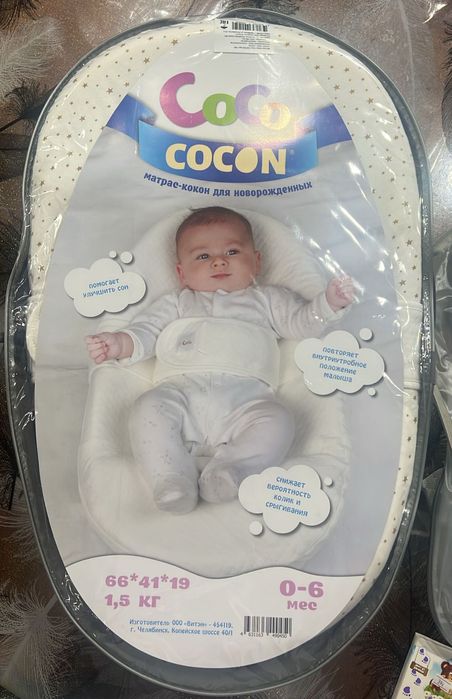 CoCo
COCON®
матрас-кокон для новорожденных
помогает
улучшить сон
повторяет
внутриутробное
положение
малыша
снижает
вероятность
колик и
срыгивания
66*41*19
1,5 кг
0-6
мес
Изготовитель ООО «Витэн» - 454119,
г. Челябинск, Копейское шоссе 40/1